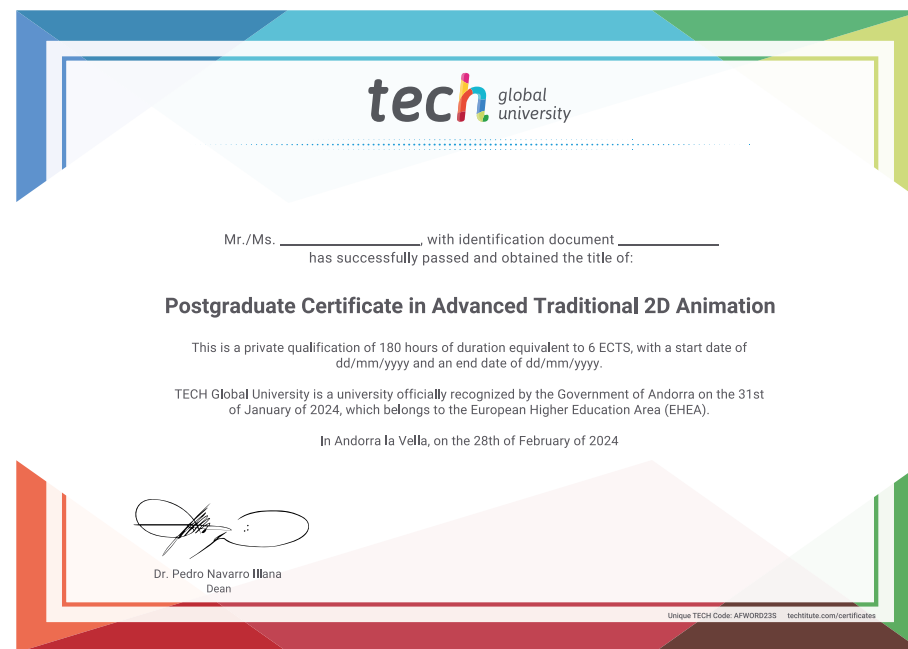 tech global university
Mr./Ms. ____________________, with identification document ______________
has successfully passed and obtained the title of:
Postgraduate Certificate in Advanced Traditional 2D Animation
This is a private qualification of 180 hours of duration equivalent to 6 ECTS, with a start date of
dd/mm/yyyy and an end date of dd/mm/yyyy.
TECH Global University is a university officially recognized by the Government of Andorra on the 31st
of January of 2024, which belongs to the European Higher Education Area (EHEA).
In Andorra la Vella, on the 28th of February of 2024
Dr. Pedro Navarro Illana
Dean
Unique TECH Code: AFWORD23S techtitute.com/certificates